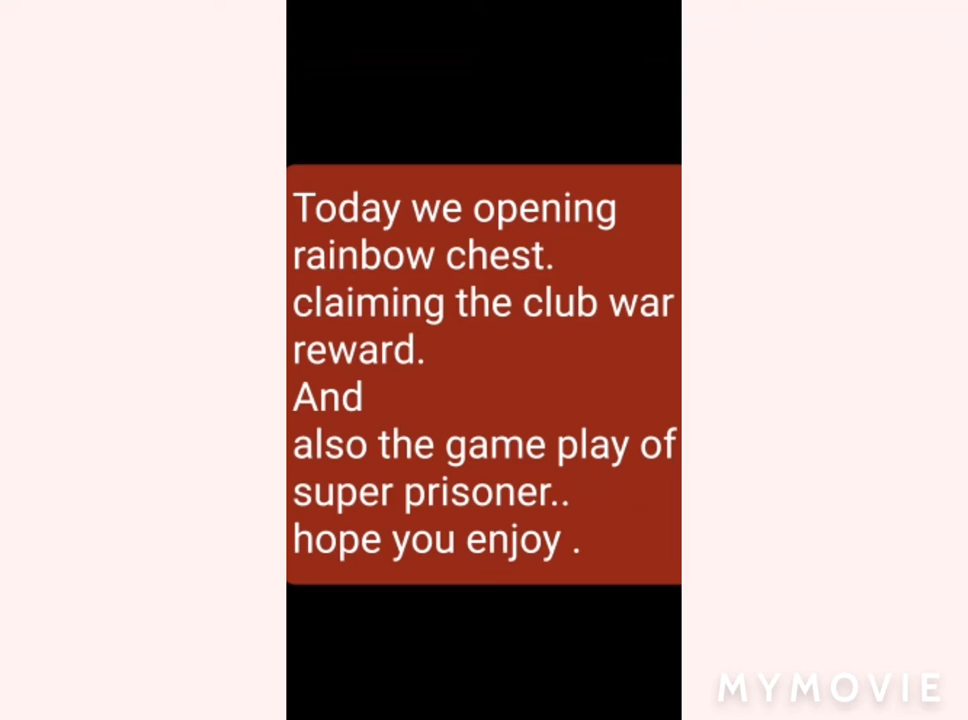 Today we opening
rainbow chest.
claiming the club war
reward.
And
also the game play of
super prisoner..
hope you enjoy .
MYMOVIE